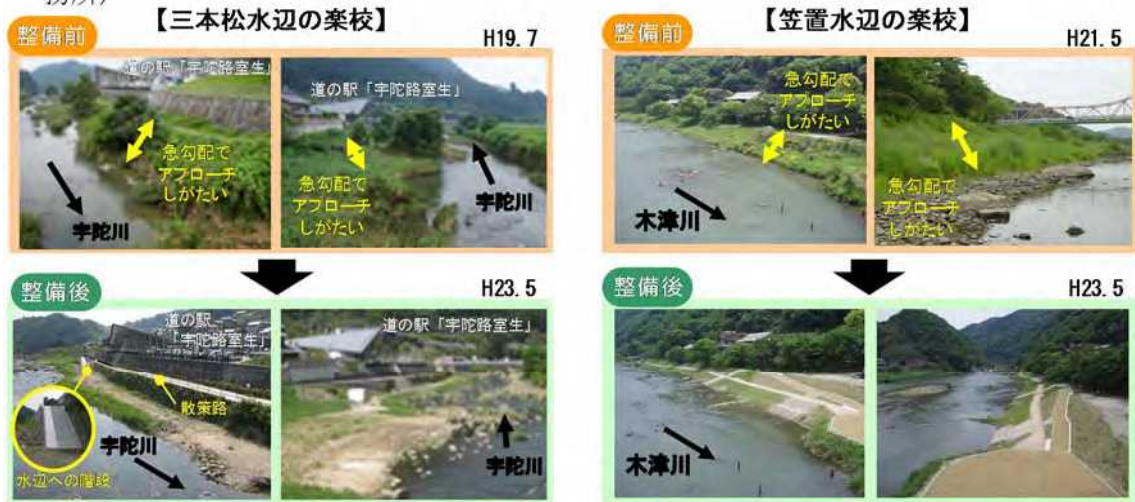 【三本松水辺の楽校】
整備前
H19. 7
道の駅「宇陀路室生」
急勾配で
アプローチ
しがたい
宇陀川
道の駅「宇陀路室生」
急勾配で
アプローチ
しがたい
宇陀川
整備後
H23. 5
道の駅
「宇陀路室生」
散策路
宇陀川
水辺への階段
道の駅「宇陀路室生」
宇陀川
【笠置水辺の楽校】
整備前
H21. 5
急勾配で
アプローチ
しがたい
木津川
急勾配で
アプローチ
しがたい
整備後
H23. 5
木津川